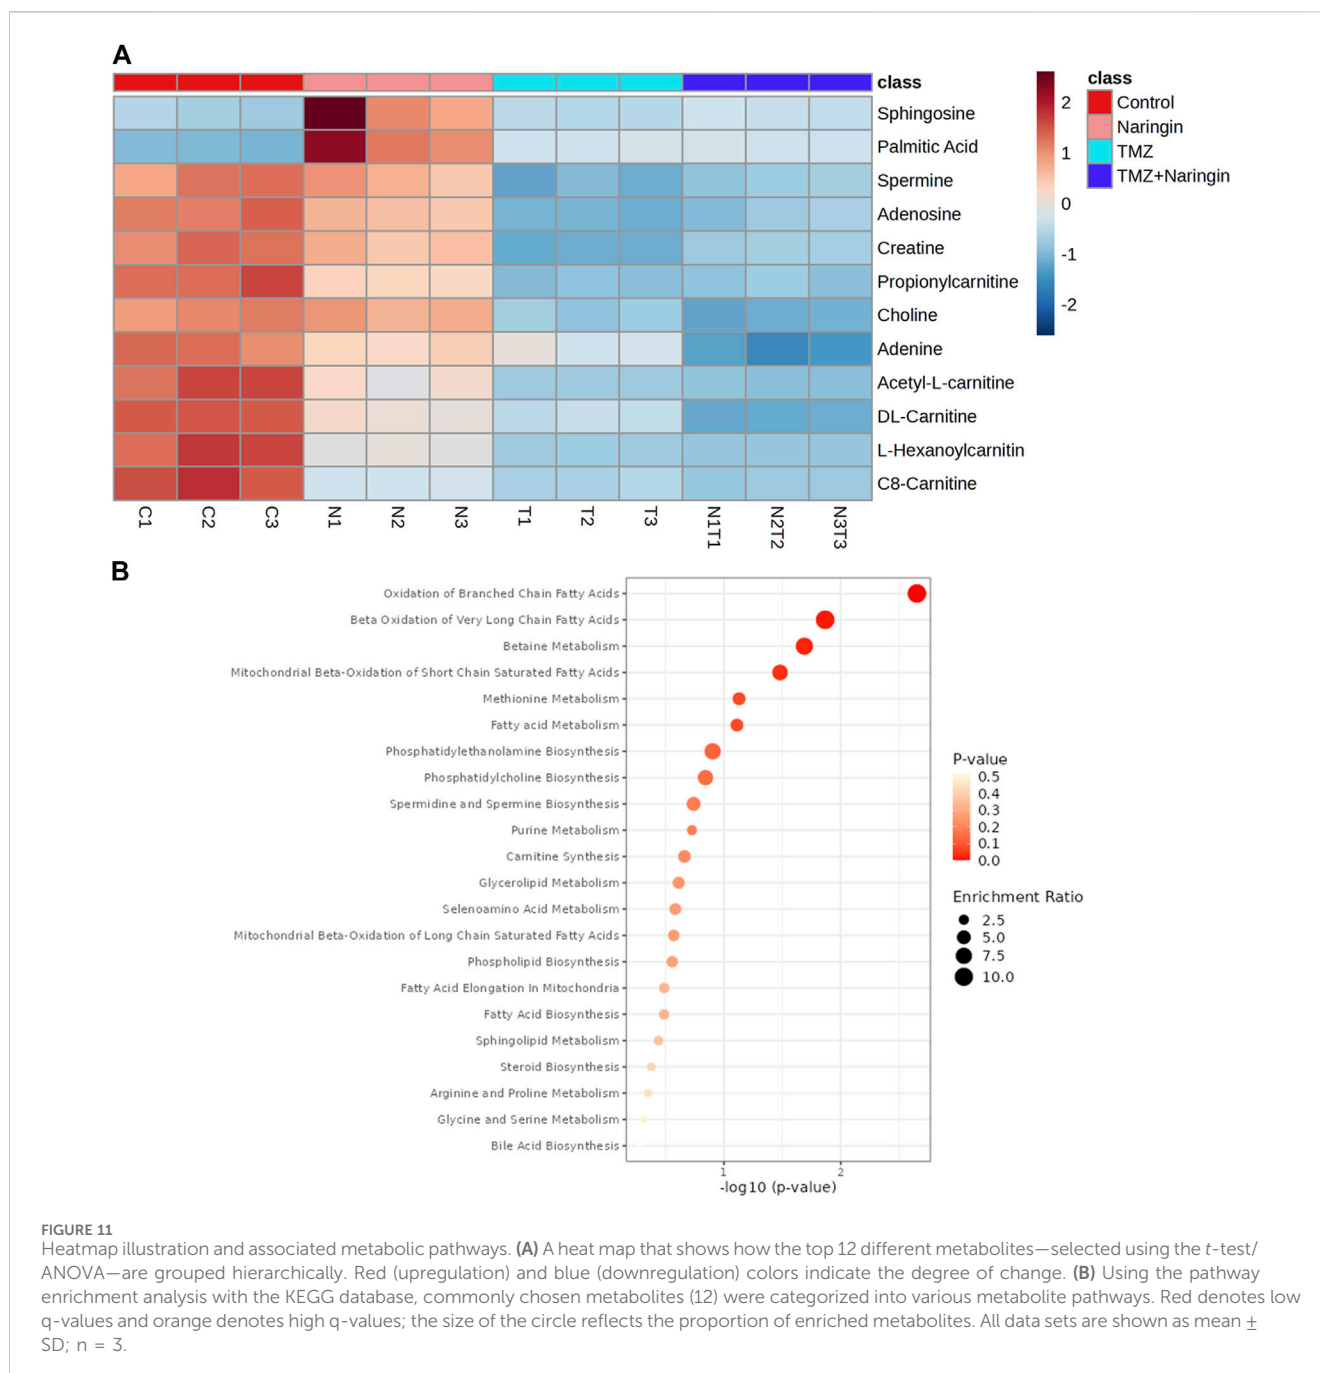 A
class
Sphingosine
Palmitic Acid
Spermine
Adenosine
Creatine
Propionylcarnitine
Choline
Adenine
Acetyl-L-carnitine
DL-Carnitine
L-Hexanoylcarnitin
C8-Carnitine
C1 C2 C3 N1 N2 N3 T1 T2 T3 N1T1 N2T2 N3T3
2
1
0
-1
-2
class
Control
Naringin
TMZ
TMZ+Naringin
B
Oxidation of Branched Chain Fatty Acids
Beta Oxidation of Very Long Chain Fatty Acids
Betaine Metabolism
Mitochondrial Beta-Oxidation of Short Chain Saturated Fatty Acids
Methionine Metabolism
Fatty acid Metabolism
Phosphatidylethanolamine Biosynthesis
Phosphatidylcholine Biosynthesis
Spermidine and Spermine Biosynthesis
Purine Metabolism
Carnitine Synthesis
Glycerolipid Metabolism
Selenoamino Acid Metabolism
Mitochondrial Beta-Oxidation of Long Chain Saturated Fatty Acids
Phospholipid Biosynthesis
Fatty Acid Elongation In Mitochondria
Fatty Acid Biosynthesis
Sphingolipid Metabolism
Steroid Biosynthesis
Arginine and Proline Metabolism
Glycine and Serine Metabolism
Bile Acid Biosynthesis
1 2
-log10 (p-value)
P-value
0.5
0.4
0.3
0.2
0.1
0.0
Enrichment Ratio
2.5
5.0
7.5
10.0
FIGURE 11
Heatmap illustration and associated metabolic pathways. (A) A heat map that shows how the top 12 different metabolites—selected using the t-test/
ANOVA—are grouped hierarchically. Red (upregulation) and blue (downregulation) colors indicate the degree of change. (B) Using the pathway
enrichment analysis with the KEGG database, commonly chosen metabolites (12) were categorized into various metabolite pathways. Red denotes low
q-values and orange denotes high q-values; the size of the circle reflects the proportion of enriched metabolites. All data sets are shown as mean ±
SD; n = 3.